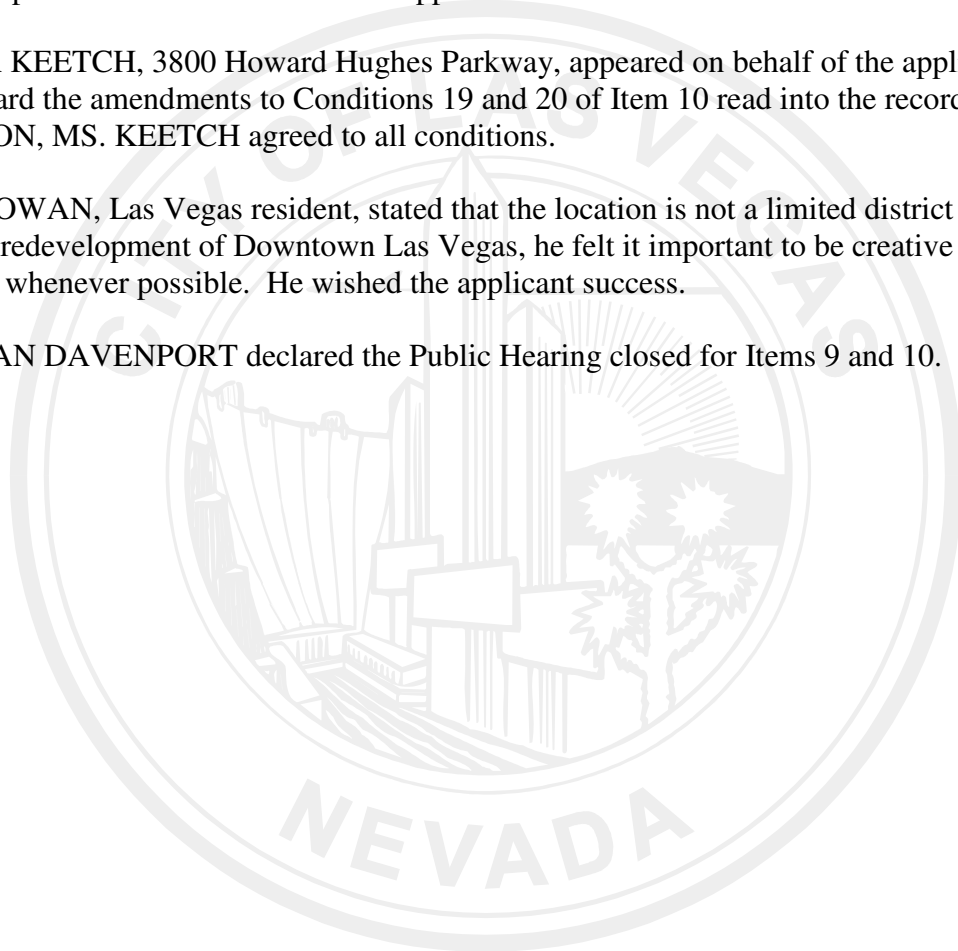 KEETCH, 3800 Howard Hughes Parkway, appeared on behalf of the appl
ard the amendments to Conditions 19 and 20 of Item 10 read into the record
ON, MS. KEETCH agreed to all conditions.
OWAN, Las Vegas resident, stated that the location is not a limited district
redevelopment of Downtown Las Vegas, he felt it important to be creative
whenever possible. He wished the applicant success.
AN DAVENPORT declared the Public Hearing closed for Items 9 and 10.
CITY OF LAS VEGAS
NEVADA